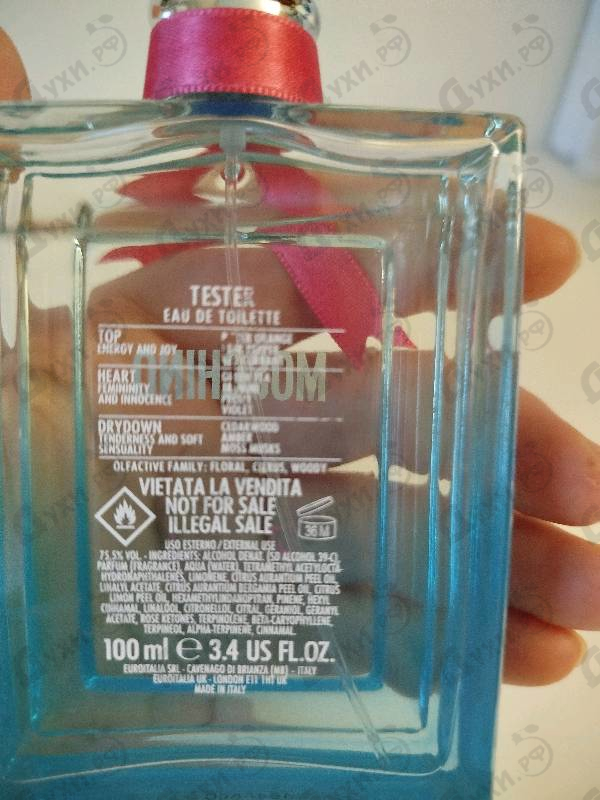 TESTER
EAU DE TOILETTE
TOP
ENERGY AND JOY
ORANGE
HEART
FEMININITY
AND INNOCENCE
VIOLET
DRYDOWN
TENDERNESS AND SOFT
SENSUALITY
CEDARWOOD
AMBER
MOSS MUSKS
OLFACTIVE FAMILY: FLORAL, CITRUS, WOODY
VIETATA LA VENDITA
NOT FOR SALE
ILLEGAL SALE
36 M
USO ESTERNO / EXTERNAL USE
75.5% VOL. - INGREDIENTS: ALCOHOL DENAT. (SD ALCOHOL 39-C),
PARFUM (FRAGRANCE), AQUA (WATER), TETRAMETHYL ACETYLOCTA-
HYDRONAPHTHALENES, LIMONENE, CITRUS AURANTIUM PEEL OIL,
LINALYL ACETATE, CITRUS AURANTIUM BERGAMIA PEEL OIL, CITRUS
LIMON PEEL OIL, HEXAMETHYLINDANOPYRAN, PINENE, HEXYL
CINNAMAL, LINALOOL, CITRONELLOL, CITRAL, GERANIOL, GERANYL
ACETATE, ROSE KETONES, TERPINOLENE, BETA-CARYOPHYLLENE,
TERPINEOL, ALPHA-TERPINENE, CINNAMAL.
100 ml e 3.4 US FL.OZ.
EUROITALIA SRL - CAVENAGO DI BRIANZA (MB) - ITALY
EUROITALIA UK - LONDON E11 1HT UK
MADE IN ITALY
Духи.РФ